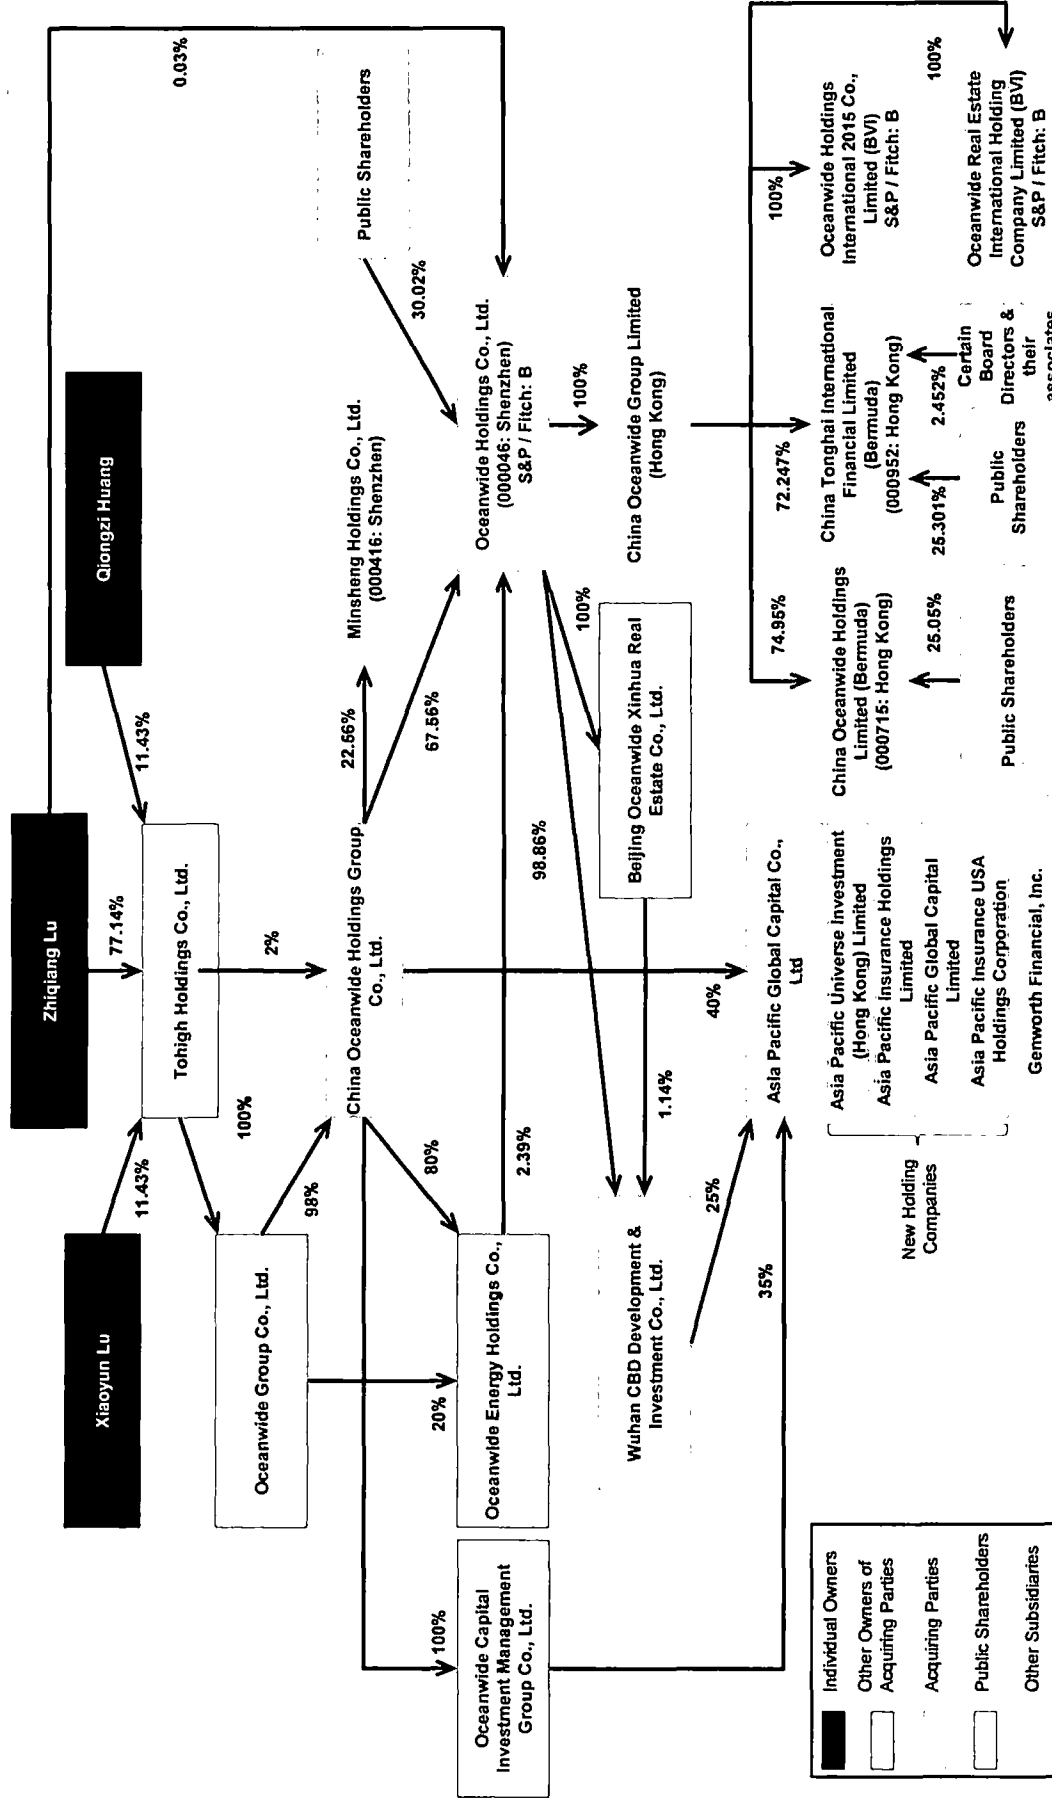 Xiaoyun Lu
Zhiqiang Lu
Qiongzi Huang
11.43%
77.14%
11.43%
0.03%
Tohigh Holdings Co., Ltd.
100%
2%
Oceanwide Group Co., Ltd.
98%
China Oceanwide Holdings Group
Co., Ltd.
22.56%
Minsheng Holdings Co., Ltd.
(000416: Shenzhen)
Public Shareholders
100%
20%
80%
67.56%
30.02%
Oceanwide Capital
Investment Management
Group Co., Ltd.
Oceanwide Energy Holdings Co.,
Ltd.
2.39%
Oceanwide Holdings Co., Ltd.
(000046: Shenzhen)
S&P / Fitch: B
98.86%
100%
100%
Wuhan CBD Development &
Investment Co., Ltd.
1.14%
Beijing Oceanwide Xinhua Real
Estate Co., Ltd.
China Oceanwide Group Limited
(Hong Kong)
35%
25%
40%
74.95%
72.247%
100%
100%
Asia Pacific Global Capital Co.,
Ltd
New Holding
Companies
Asia Pacific Universe Investment
(Hong Kong) Limited
Asia Pacific Insurance Holdings
Limited
Asia Pacific Global Capital
Limited
Asia Pacific Insurance USA
Holdings Corporation
Genworth Financial, Inc.
China Oceanwide Holdings
Limited (Bermuda)
(000715: Hong Kong)
25.05%
Public Shareholders
China Tonghai International
Financial Limited
(Bermuda)
(000952: Hong Kong)
25.301%
2.452%
Public
Shareholders
Certain
Board
Directors &
their
associates
Oceanwide Holdings
International 2015 Co.,
Limited (BVI)
S&P / Fitch: B
Oceanwide Real Estate
International Holding
Company Limited (BVI)
S&P / Fitch: B
Individual Owners
Other Owners of
Acquiring Parties
Acquiring Parties
Public Shareholders
Other Subsidiaries